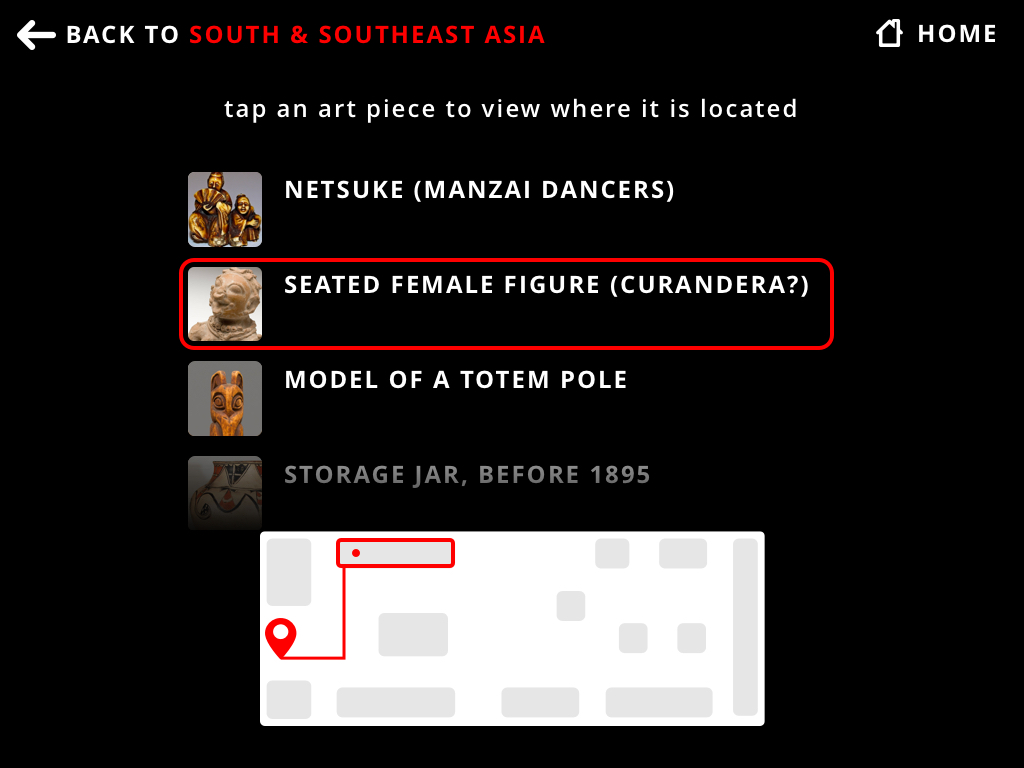 BACK TO SOUTH & SOUTHEAST ASIA
HOME
tap an art piece to view where it is located
NETSUKE (MANZAI DANCERS)
SEATED FEMALE FIGURE (CURANDERA?)
MODEL OF A TOTEM POLE
STORAGE JAR, BEFORE 1895